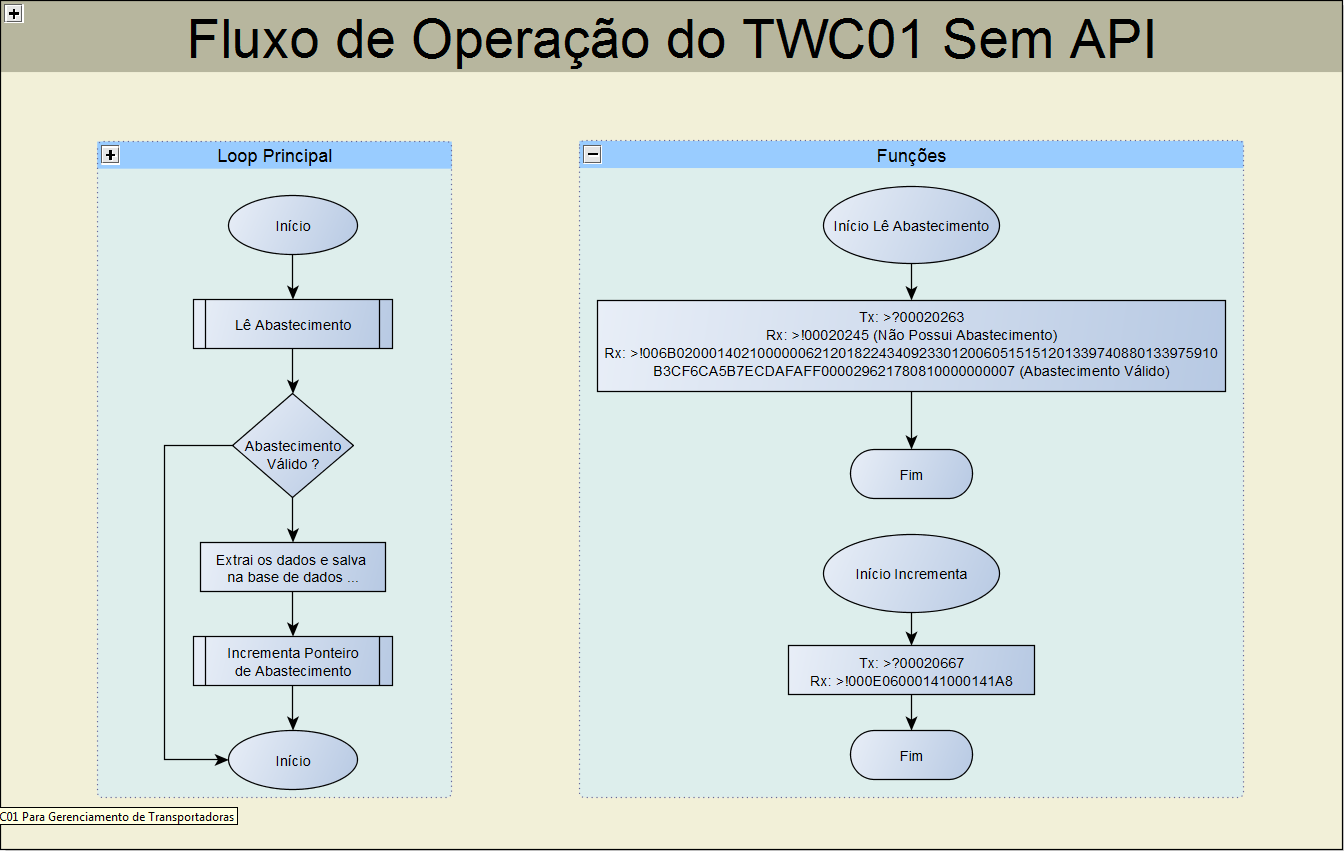 Fluxo de Operação do TWC01 Sem API
Loop Principal
Início
Lê Abastecimento
Abastecimento
Válido ?
Extrai os dados e salva
na base de dados ...
Incrementa Ponteiro
de Abastecimento
Início
Funções
Início Lê Abastecimento
Tx: >?00020263
Rx: >!00020245 (Não Possui Abastecimento)
Rx: >!006B0200014021000000621201822434092330120060515151201339740880133975910
B3CF6CA5B7ECDAFAFF000029621780810000000007 (Abastecimento Válido)
Fim
Início Incrementa
Tx: >?00020667
Rx: >!000E06000141000141A8
Fim
C01 Para Gerenciamento de Transportadoras